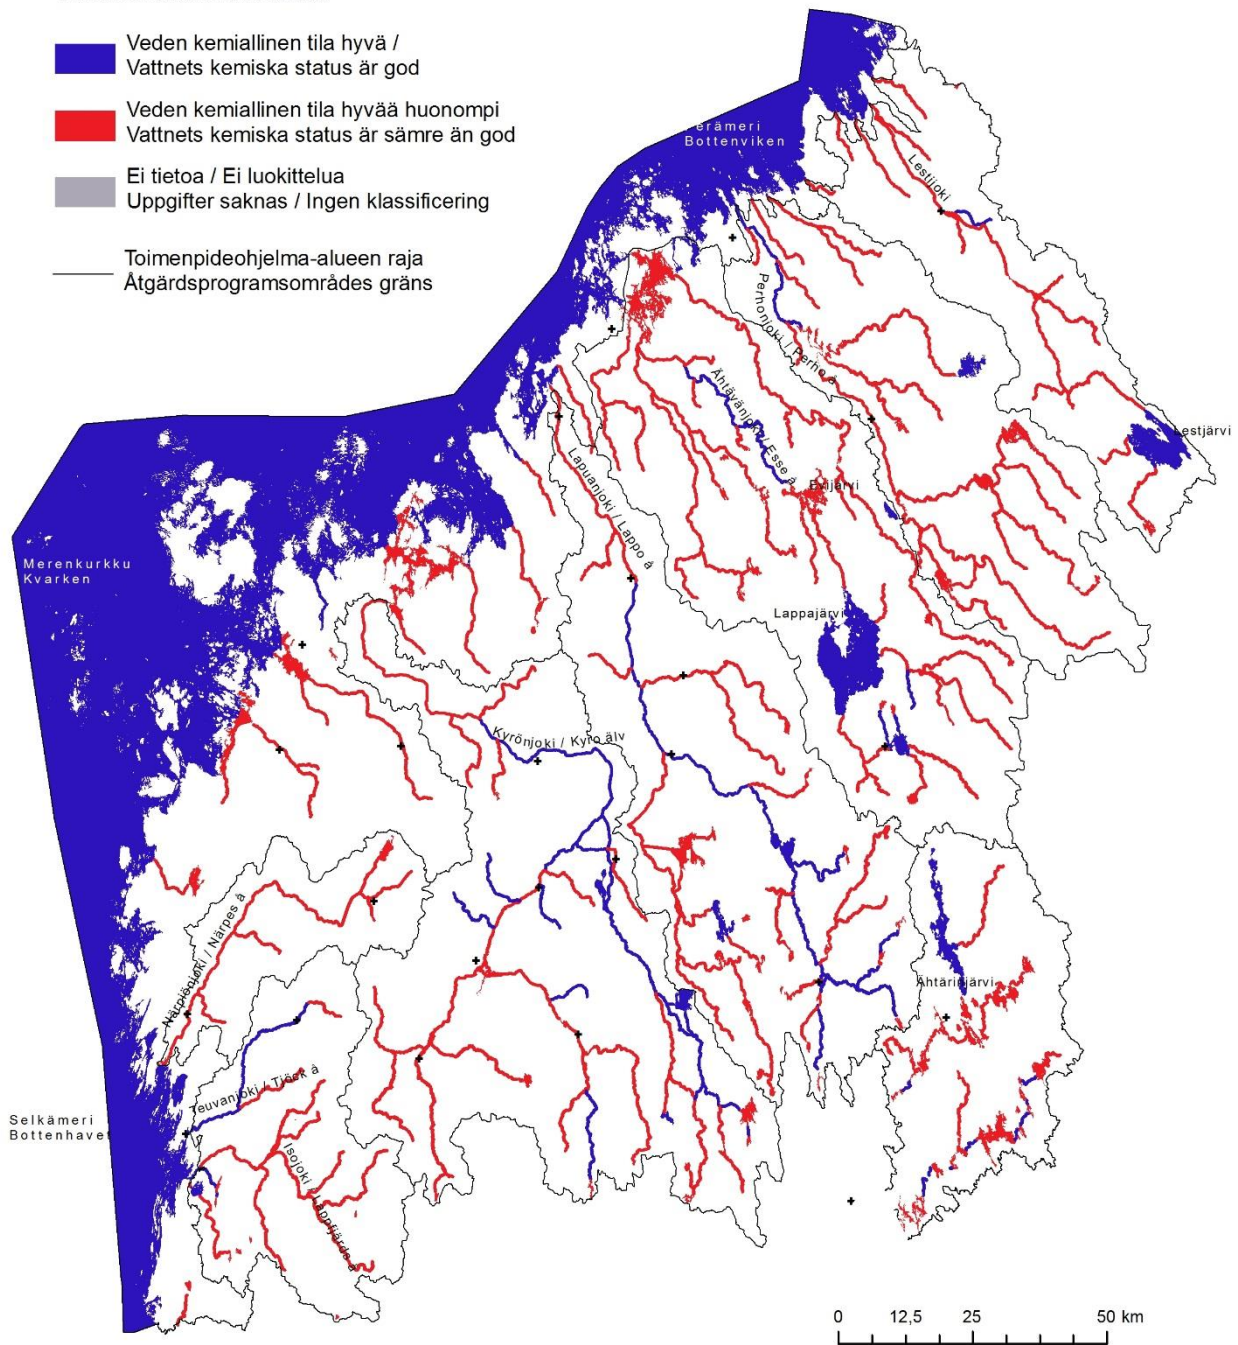 Veden kemiallinen tila hyvä /
Vattnets kemiska status är god
Veden kemiallinen tila hyvää huonompi
Vattnets kemiska status är sämre än god
Ei tietoa / Ei luokittelua
Uppgifter saknas / Ingen klassificering
Toimenpideohjelma-alueen raja
Åtgärdsprogramsområdes gräns
Perämeri
Bottenviken
Lestijoki
Perhonjoki / Perho å
Ähtävänjoki / Esse å
Lestjärvi
Lapuanjoki / Lappo å
Evijärvi
Merenkurkku
Kvarken
Lappajärvi
Kyrönjoki / Kyro älv
Närpiönjoki / Närpes å
Ähtärinjärvi
Teuvanjoki / Tjöck å
Selkämeri
Bottenhavet
Isojoki / Lappfjärds å
0 12,5 25 50 km